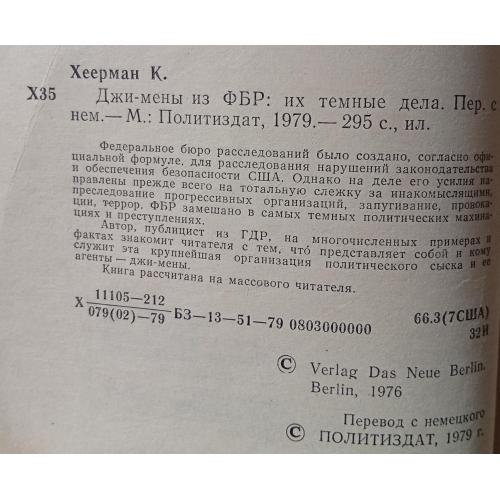 Хеерман К.
Х35 Джи-мены из ФБР: их темные дела. Пер. с
нем.— М.: Политиздат, 1979.— 295 с., ил.
Федеральное бюро расследований было создано, согласно офи-
циальной формуле, для расследования нарушений законодательства
и обеспечения безопасности США. Однако на деле его усилия на-
правлены прежде всего на тотальную слежку за инакомыслящими,
преследование прогрессивных организаций, запугивание, провока-
ции, террор. ФБР замешано в самых темных политических махина-
циях и преступлениях.
Автор, публицист из ГДР, на многочисленных примерах и
фактах знакомит читателя с тем, что представляет собой и кому
служит эта крупнейшая организация политического сыска и ее
агенты — джи-мены.
Книга рассчитана на массового читателя.
Х 11105—212
079(02)—79 БЗ—13—51—79 0803000000
66.3(7США)
32И
© Verlag Das Neue Berlin.
Berlin, 1976
Перевод с немецкого
© ПОЛИТИЗДАТ, 1979 г.